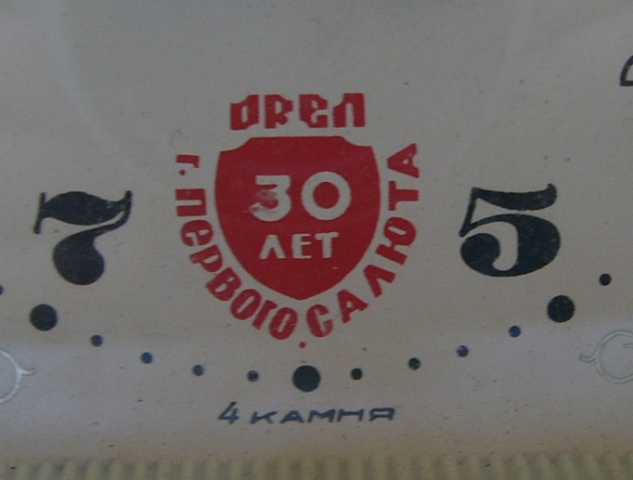 ОРЕЛ
г. Первого Салюта
30
ЛЕТ
7
5
4 КАМНЯ